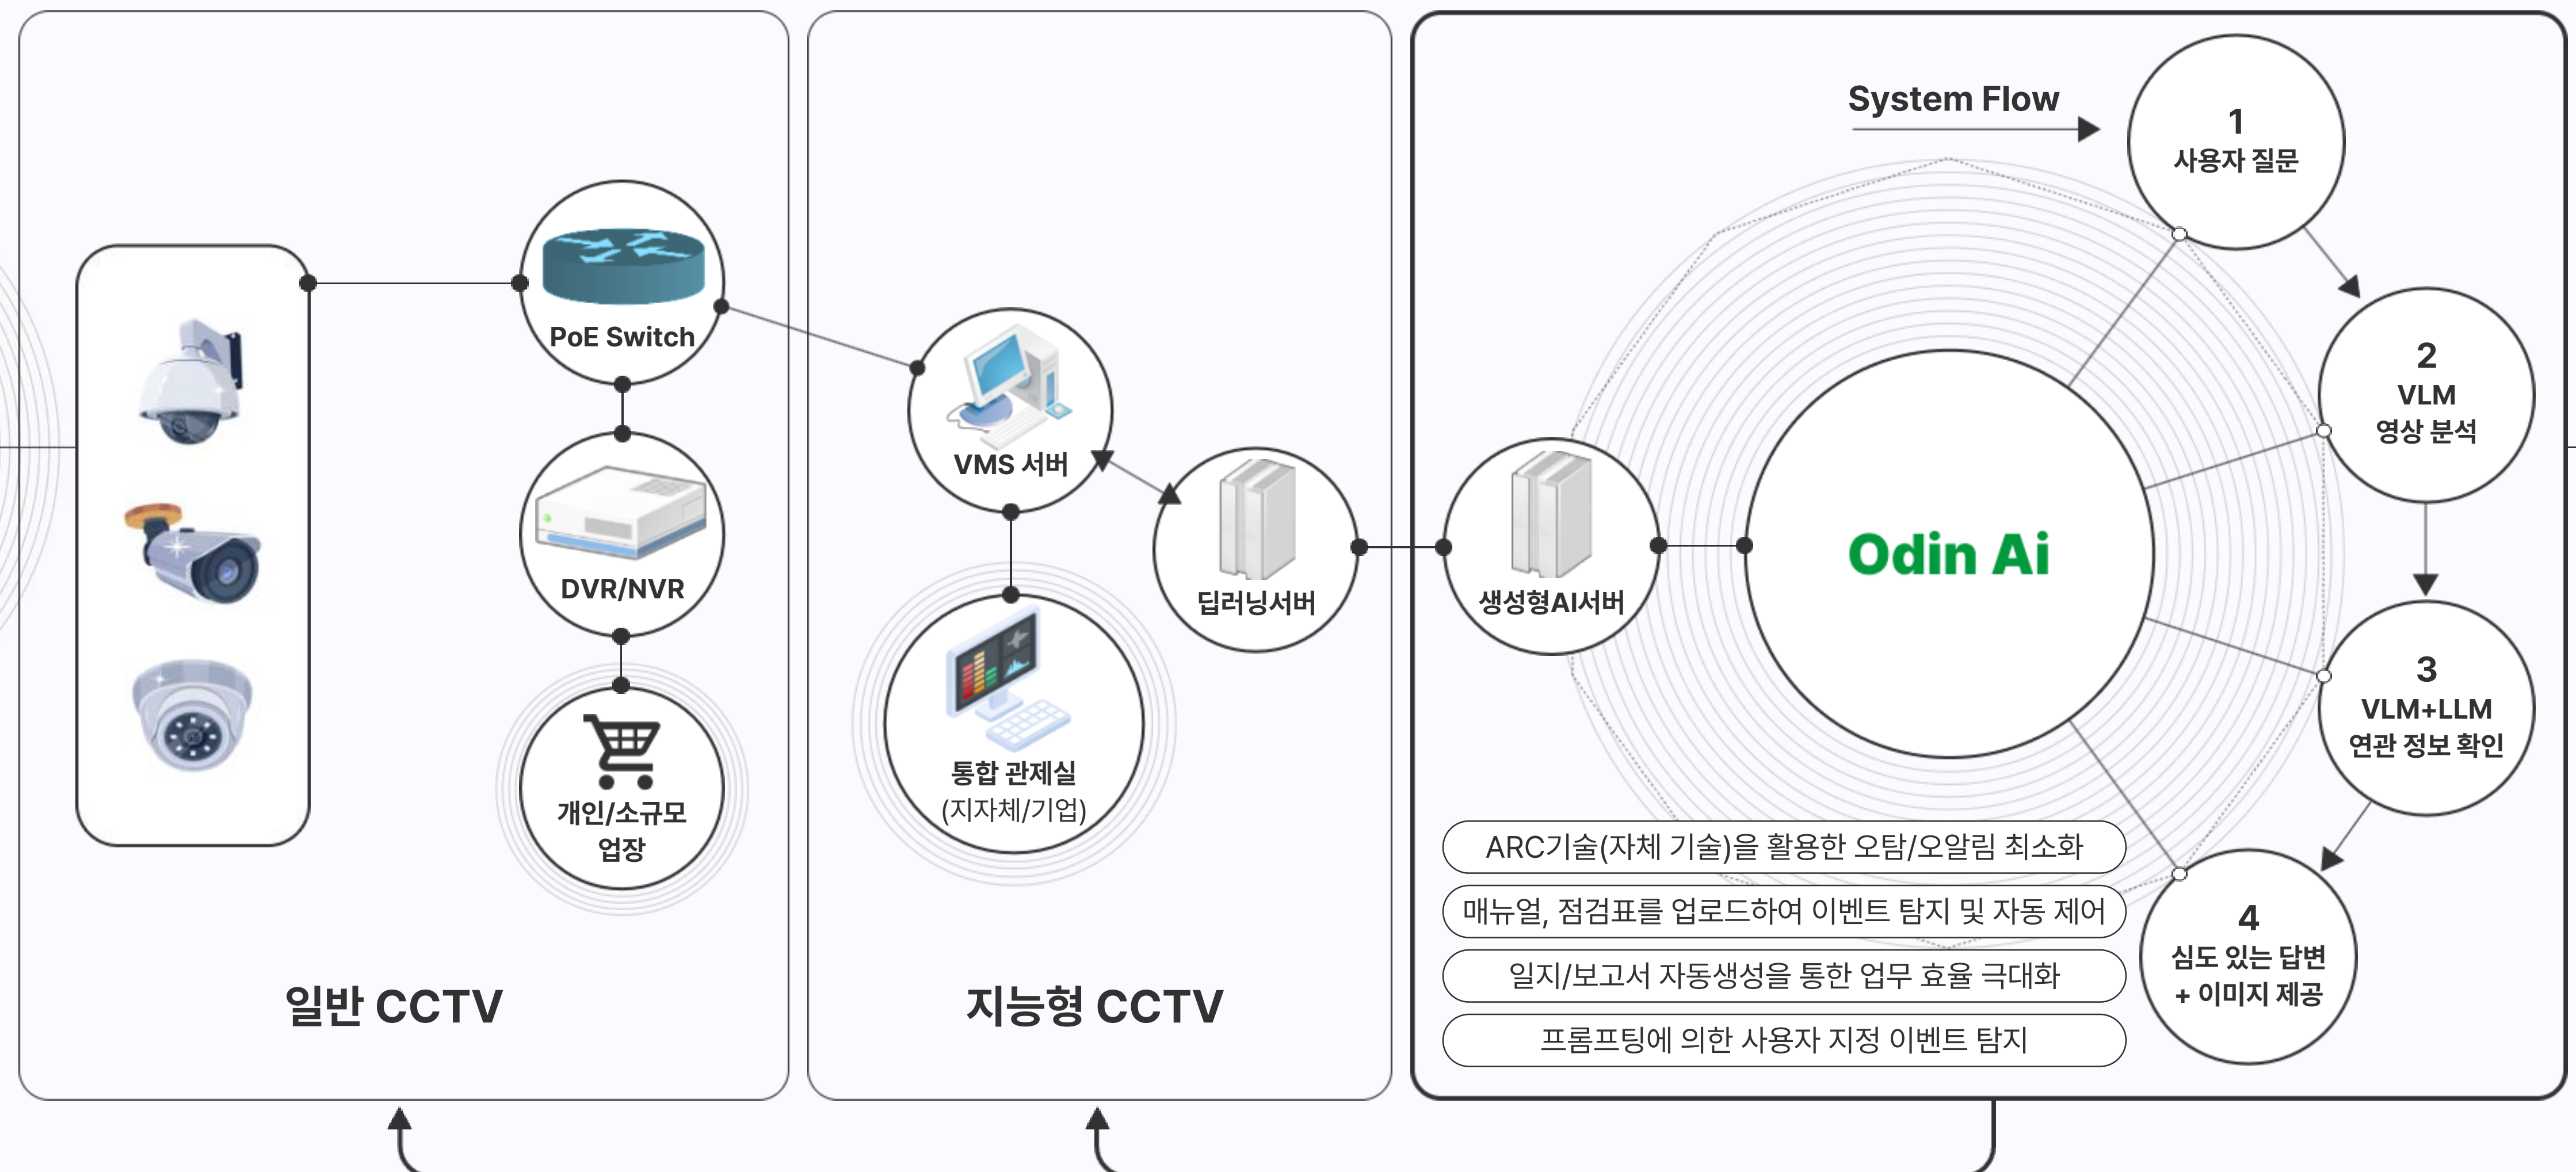 PoE Switch
DVR/NVR
개인/소규모
업장
일반 CCTV
VMS 서버
딥러닝서버
통합 관제실
(지자체/기업)
지능형 CCTV
System Flow
생성형AI서버
Odin Ai
1
사용자 질문
2
VLM
영상 분석
3
VLM+LLM
연관 정보 확인
4
심도 있는 답변
+ 이미지 제공
ARC기술(자체 기술)을 활용한 오탐/오알림 최소화
매뉴얼, 점검표를 업로드하여 이벤트 탐지 및 자동 제어
일지/보고서 자동생성을 통한 업무 효율 극대화
프롬프팅에 의한 사용자 지정 이벤트 탐지